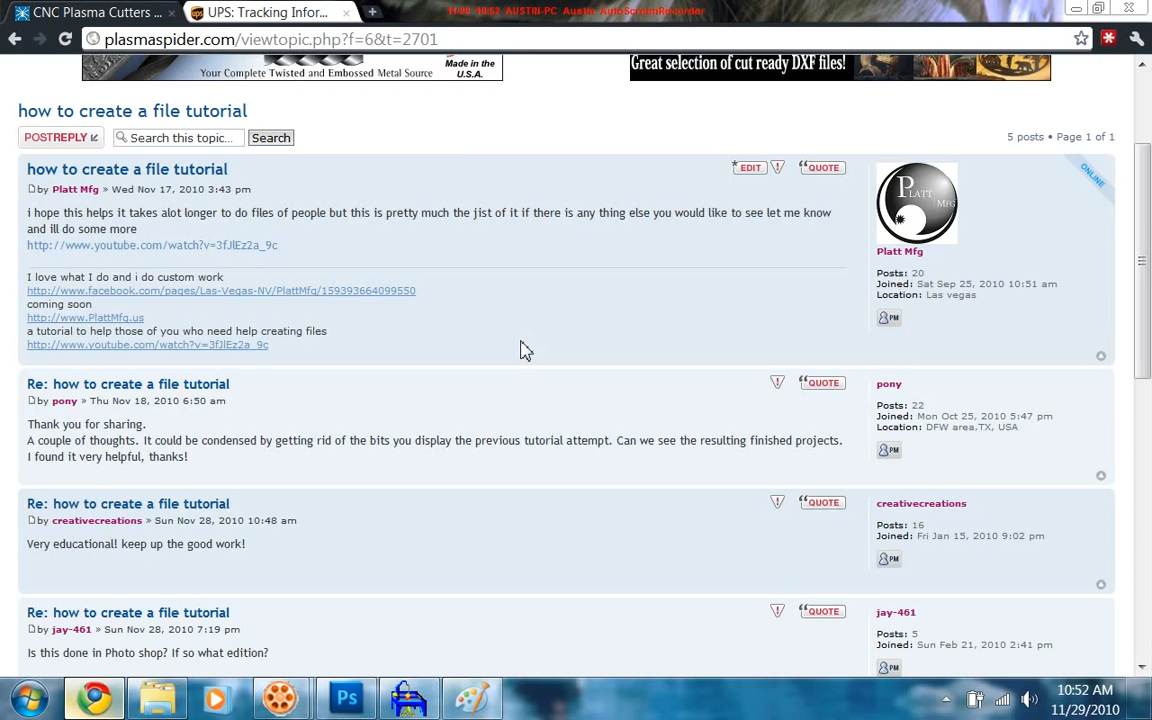 CNC Plasma Cutters ...
UPS: Tracking Infor...
11/29 10:52 AUSTIN-PC Austin AutoScreenRecorder
plasmaspider.com/viewtopic.php?f=6&t=2701
Your Complete Twisted and Embossed Metal Source
Made in the
U.S.A.
Great selection of cut ready DXF files!
how to create a file tutorial
POSTREPLY
Search this topic...
Search
5 posts • Page 1 of 1
how to create a file tutorial
EDIT
QUOTE
by Platt Mfg » Wed Nov 17, 2010 3:43 pm
i hope this helps it takes alot longer to do files of people but this is pretty much the jist of it if there is any thing else you would like to see let me know
and ill do some more
http://www.youtube.com/watch?v=3fJlEz2a_9c
I love what I do and i do custom work
http://www.facebook.com/pages/Las-Vegas-NV/PlattMfg/159393664099550
coming soon
http://www.PlattMfg.us
a tutorial to help those of you who need help creating files
http://www.youtube.com/watch?v=3fJlEz2a_9c
ONLINE
PLATT
MFG
Platt Mfg
Posts: 20
Joined: Sat Sep 25, 2010 10:51 am
Location: Las vegas
PM
Re: how to create a file tutorial
QUOTE
by pony » Thu Nov 18, 2010 6:50 am
Thank you for sharing.
A couple of thoughts. It could be condensed by getting rid of the bits you display the previous tutorial attempt. Can we see the resulting finished projects.
I found it very helpful, thanks!
pony
Posts: 22
Joined: Mon Oct 25, 2010 5:47 pm
Location: DFW area,TX, USA
PM
Re: how to create a file tutorial
QUOTE
by creativecreations » Sun Nov 28, 2010 10:48 am
Very educational! keep up the good work!
creativecreations
Posts: 16
Joined: Fri Jan 15, 2010 9:02 pm
PM
Re: how to create a file tutorial
QUOTE
by jay-461 » Sun Nov 28, 2010 7:19 pm
Is this done in Photo shop? If so what edition?
jay-461
Posts: 5
Joined: Sun Feb 21, 2010 2:41 pm
PM
Ps
10:52 AM
11/29/2010